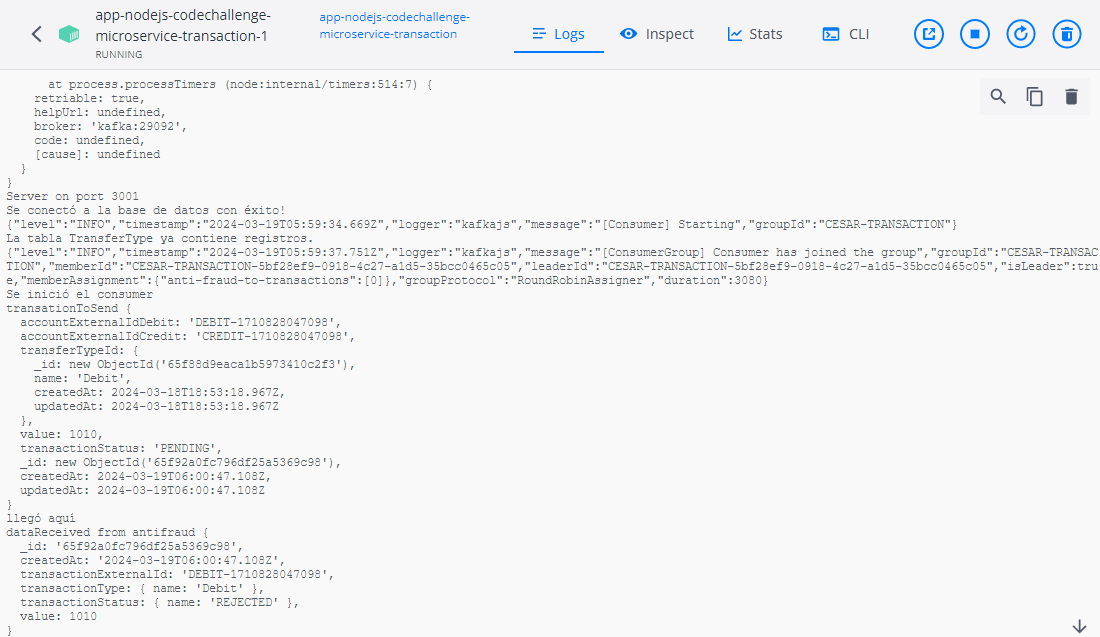 app-nodejs-codechallenge-
microservice-transaction-1
RUNNING
app-nodejs-codechallenge-
microservice-transaction
Logs
Inspect
Stats
CLI
at process.processTimers (node:internal/timers:514:7) {
retriable: true,
helpUrl: undefined,
broker: 'kafka:29092',
code: undefined,
[cause]: undefined
}
}
Server on port 3001
Se conectó a la base de datos con éxito!
{"level":"INFO","timestamp":"2024-03-19T05:59:34.669Z","logger":"kafkajs","message":"[Consumer] Starting","groupId":"CESAR-TRANSACTION"}
La tabla TransferType ya contiene registros.
{"level":"INFO","timestamp":"2024-03-19T05:59:37.751Z","logger":"kafkajs","message":"[ConsumerGroup] Consumer has joined the group","groupId":"CESAR-TRANSAC
TION","memberId":"CESAR-TRANSACTION-5bf28ef9-0918-4c27-a1d5-35bcc0465c05","leaderId":"CESAR-TRANSACTION-5bf28ef9-0918-4c27-a1d5-35bcc0465c05","isLeader":tru
e,"memberAssignment":{"anti-fraud-to-transactions":[0]},"groupProtocol":"RoundRobinAssigner","duration":3080}
Se inició el consumer
transationToSend {
accountExternalIdDebit: 'DEBIT-1710828047098',
accountExternalIdCredit: 'CREDIT-1710828047098',
transferTypeId: {
_id: new ObjectId('65f88d9eaca1b5973410c2f3'),
name: 'Debit',
createdAt: 2024-03-18T18:53:18.967Z,
updatedAt: 2024-03-18T18:53:18.967Z
},
value: 1010,
transactionStatus: 'PENDING',
_id: new ObjectId('65f92a0fc796df25a5369c98'),
createdAt: 2024-03-19T06:00:47.108Z,
updatedAt: 2024-03-19T06:00:47.108Z
}
llegó aquí
dataReceived from antifraud {
_id: '65f92a0fc796df25a5369c98',
createdAt: '2024-03-19T06:00:47.108Z',
transactionExternalId: 'DEBIT-1710828047098',
transactionType: { name: 'Debit' },
transactionStatus: { name: 'REJECTED' },
value: 1010
}